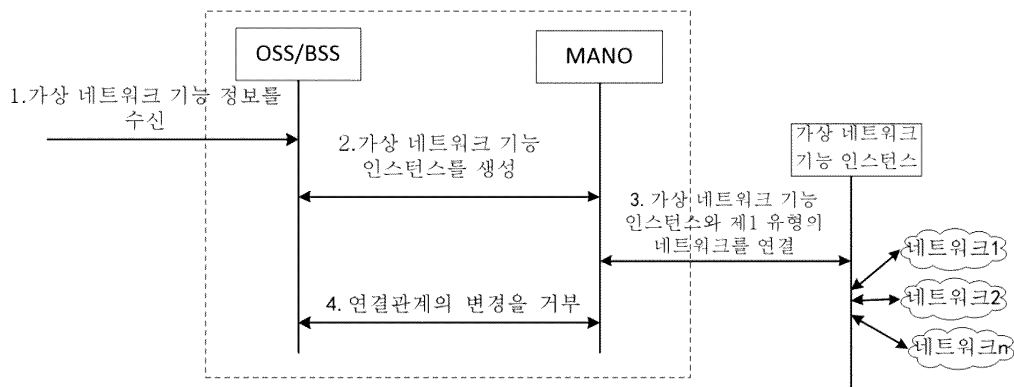 OSS/BSS
MANO
1.가상 네트워크 기능 정보를
수신
2.가상 네트워크 기능
인스턴스를 생성
가상 네트워크
기능 인스턴스
3. 가상 네트워크 기능
인스턴스와 제1 유형의
네트워크를 연결
네트워크1
네트워크2
네트워크n
4. 연결관계의 변경을 거부